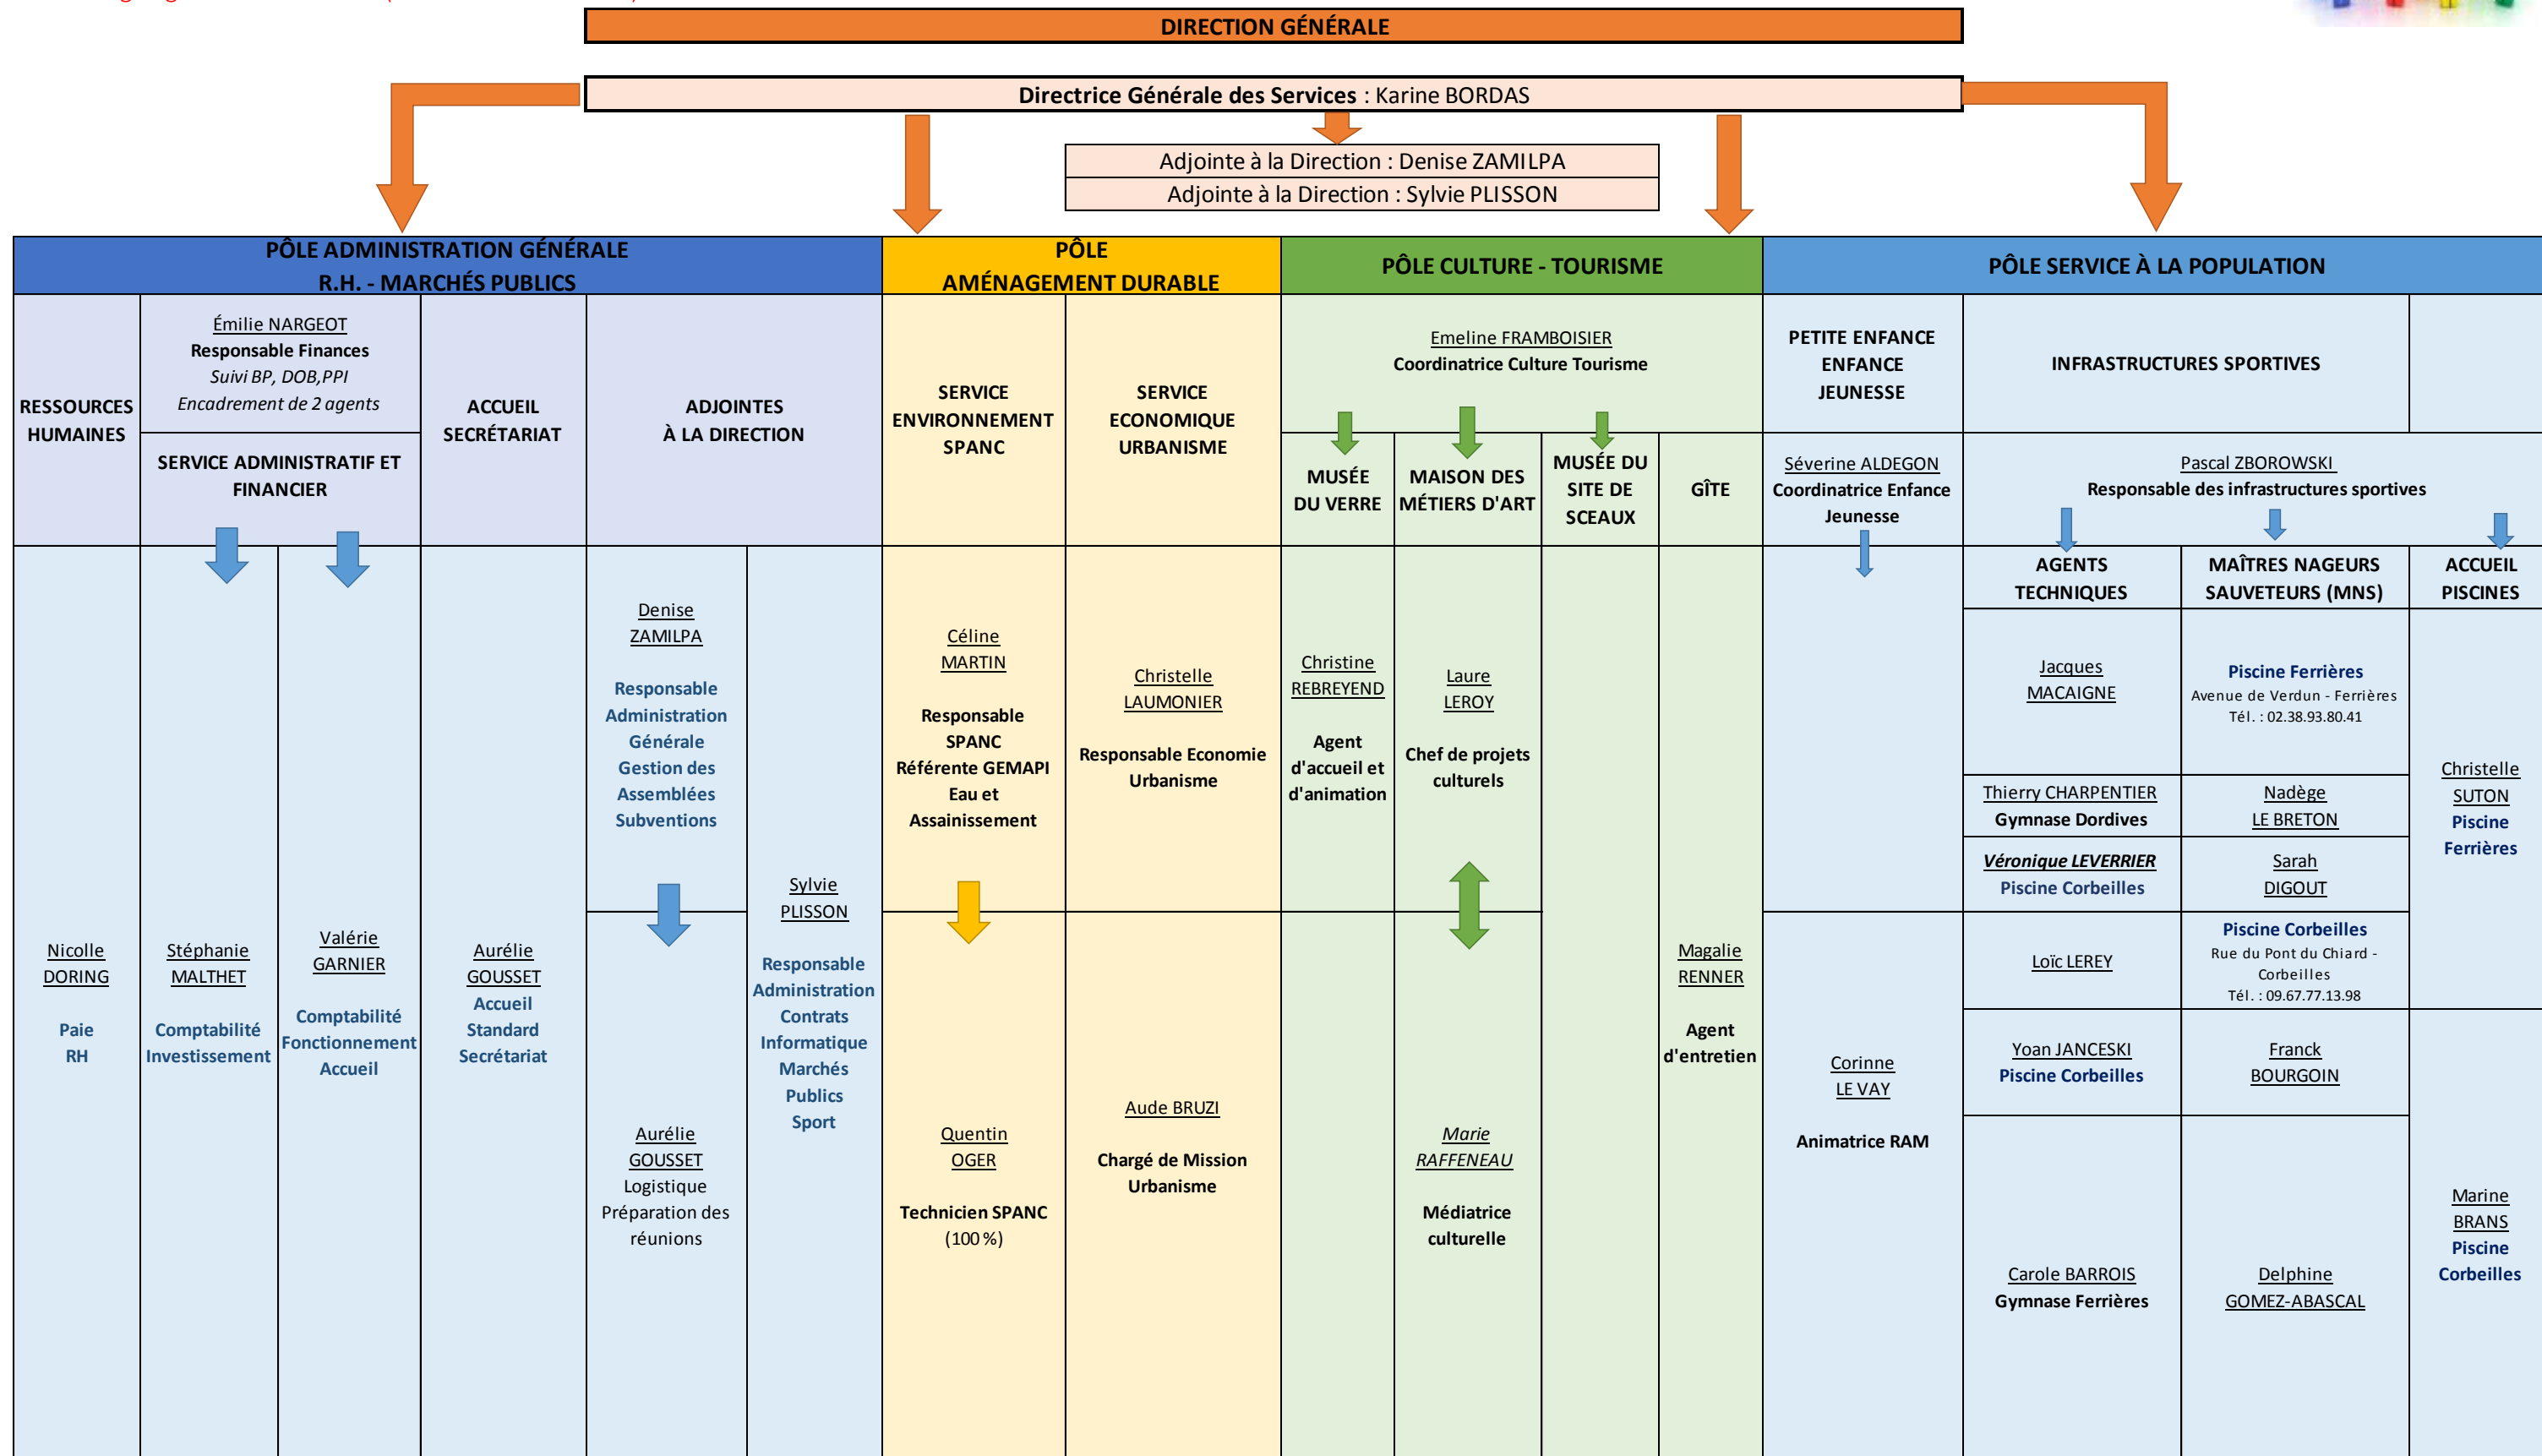 DIRECTION GÉNÉRALE
Directrice Générale des Services : Karine BORDAS
Adjointe à la Direction : Denise ZAMILPA
Adjointe à la Direction : Sylvie PLISSON
PÔLE ADMINISTRATION GÉNÉRALE
R.H. - MARCHÉS PUBLICS
PÔLE
AMÉNAGEMENT DURABLE
PÔLE CULTURE - TOURISME
PÔLE SERVICE À LA POPULATION
RESSOURCES
HUMAINES
Émilie NARGEOT
Responsable Finances
Suivi BP, DOB,PPI
Encadrement de 2 agents
SERVICE ADMINISTRATIF ET
FINANCIER
ACCUEIL
SECRÉTARIAT
ADJOINTES
À LA DIRECTION
SERVICE
ENVIRONNEMENT
SPANC
SERVICE
ECONOMIQUE
URBANISME
Emeline FRAMBOISIER
Coordinatrice Culture Tourisme
MUSÉE
DU VERRE
MAISON DES
MÉTIERS D'ART
MUSÉE DU
SITE DE
SCEAUX
GÎTE
PETITE ENFANCE
ENFANCE
JEUNESSE
Séverine ALDEGON
Coordinatrice Enfance
Jeunesse
INFRASTRUCTURES SPORTIVES
Pascal ZBOROWSKI
Responsable des infrastructures sportives
AGENTS
TECHNIQUES
MAÎTRES NAGEURS
SAUVETEURS (MNS)
ACCUEIL
PISCINES
Nicolle
DORING
Paie
RH
Stéphanie
MALTHET
Comptabilité
Investissement
Valérie
GARNIER
Comptabilité
Fonctionnement
Accueil
Aurélie
GOUSSET
Accueil
Standard
Secrétariat
Denise
ZAMILPA
Responsable
Administration
Générale
Gestion des
Assemblées
Subventions
Aurélie
GOUSSET
Logistique
Préparation des
réunions
Sylvie
PLISSON
Responsable
Administration
Contrats
Informatique
Marchés
Publics
Sport
Céline
MARTIN
Responsable
SPANC
Référente GEMAPI
Eau et
Assainissement
Quentin
OGER
Technicien SPANC
(100 %)
Christelle
LAUMONIER
Responsable Economie
Urbanisme
Aude BRUZI
Chargé de Mission
Urbanisme
Christine
REBREYEND
Agent
d'accueil et
d'animation
Laure
LEROY
Chef de projets
culturels
Marie
RAFFENEAU
Médiatrice
culturelle
Magalie
RENNER
Agent
d'entretien
Corinne
LE VAY
Animatrice RAM
Jacques
MACAIGNE
Thierry CHARPENTIER
Gymnase Dordives
Véronique LEVERRIER
Piscine Corbeilles
Loïc LEREY
Yoan JANCESKI
Piscine Corbeilles
Carole BARROIS
Gymnase Ferrières
Piscine Ferrières
Avenue de Verdun - Ferrières
Tél. : 02.38.93.80.41
Nadège
LE BRETON
Sarah
DIGOUT
Piscine Corbeilles
Rue du Pont du Chiard -
Corbeilles
Tél. : 09.67.77.13.98
Franck
BOURGOIN
Delphine
GOMEZ-ABASCAL
Christelle
SUTON
Piscine
Ferrières
Marine
BRANS
Piscine
Corbeilles